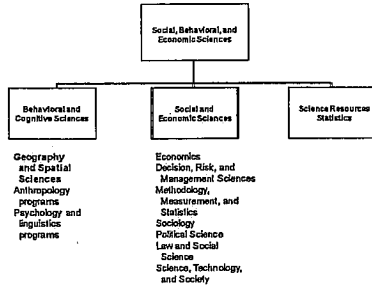 Social, Behavioral, and
Economic Sciences
Behavioral and
Cognitive Sciences
Social and
Economic Sciences
Science Resources
Statistics
Geography
and Spatial
Sciences
Anthropology
programs
Psychology and
linguistics
programs
Economics
Decision, Risk, and
Management Sciences
Methodology,
Measurement, and
Statistics
Sociology
Political Science
Law and Social
Science
Science, Technology,
and Society